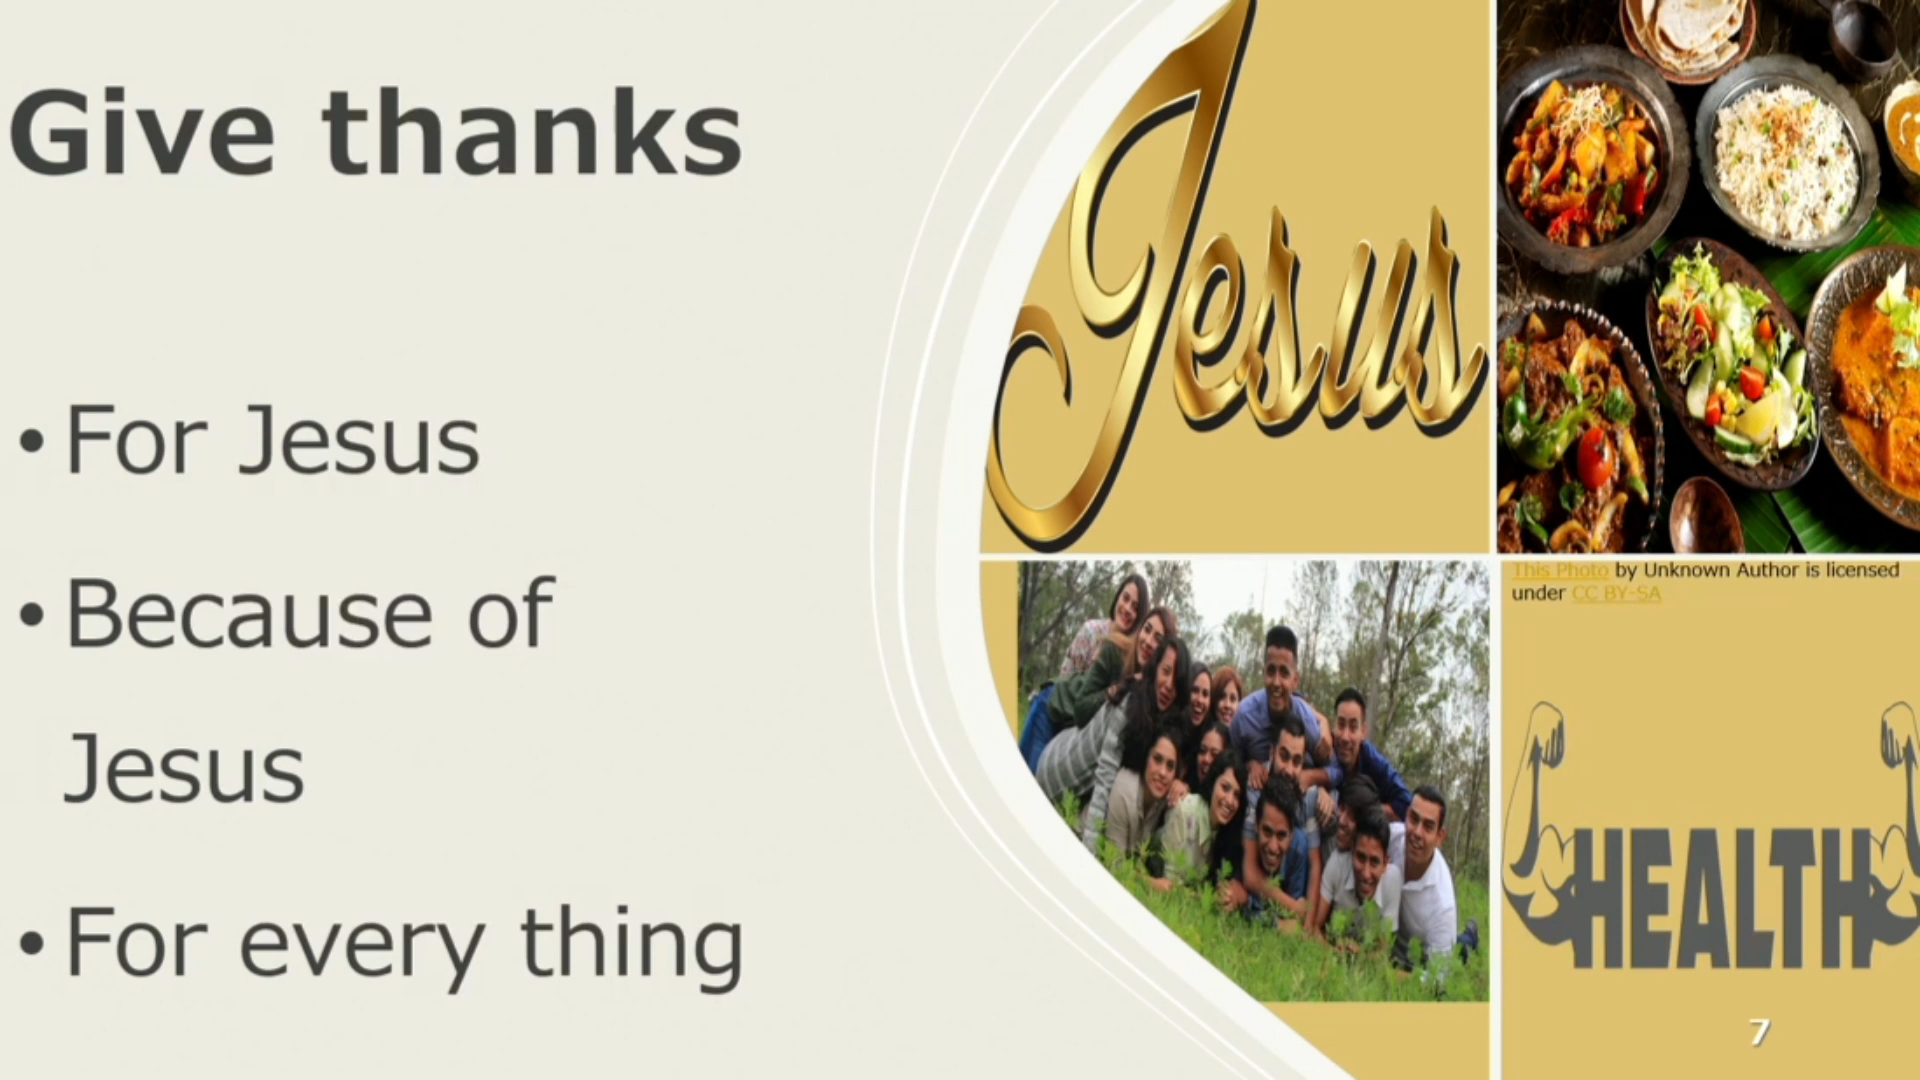 Give thanks
• For Jesus
• Because of
Jesus
• For every thing
Jesus
This Photo by Unknown Author is licensed
under CC BY-SA
HEALTH
7